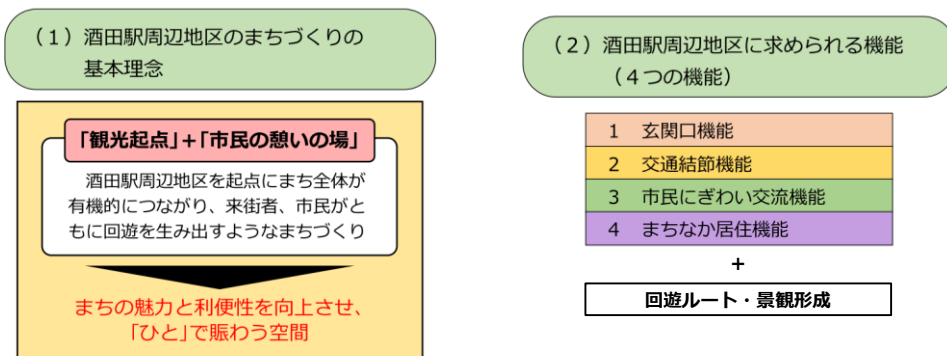 (1)酒田駅周辺地区のまちづくりの
基本理念
「観光起点」+「市民の憩いの場」
酒田駅周辺地区を起点にまち全体が
有機的につながり、来街者、市民がと
もに回遊を生み出すようなまちづくり
まちの魅力と利便性を向上させ、
「ひと」で賑わう空間
(2)酒田駅周辺地区に求められる機能
(4つの機能)
1 玄関口機能
2 交通結節機能
3 市民にぎわい交流機能
4 まちなか居住機能
+
回遊ルート・景観形成